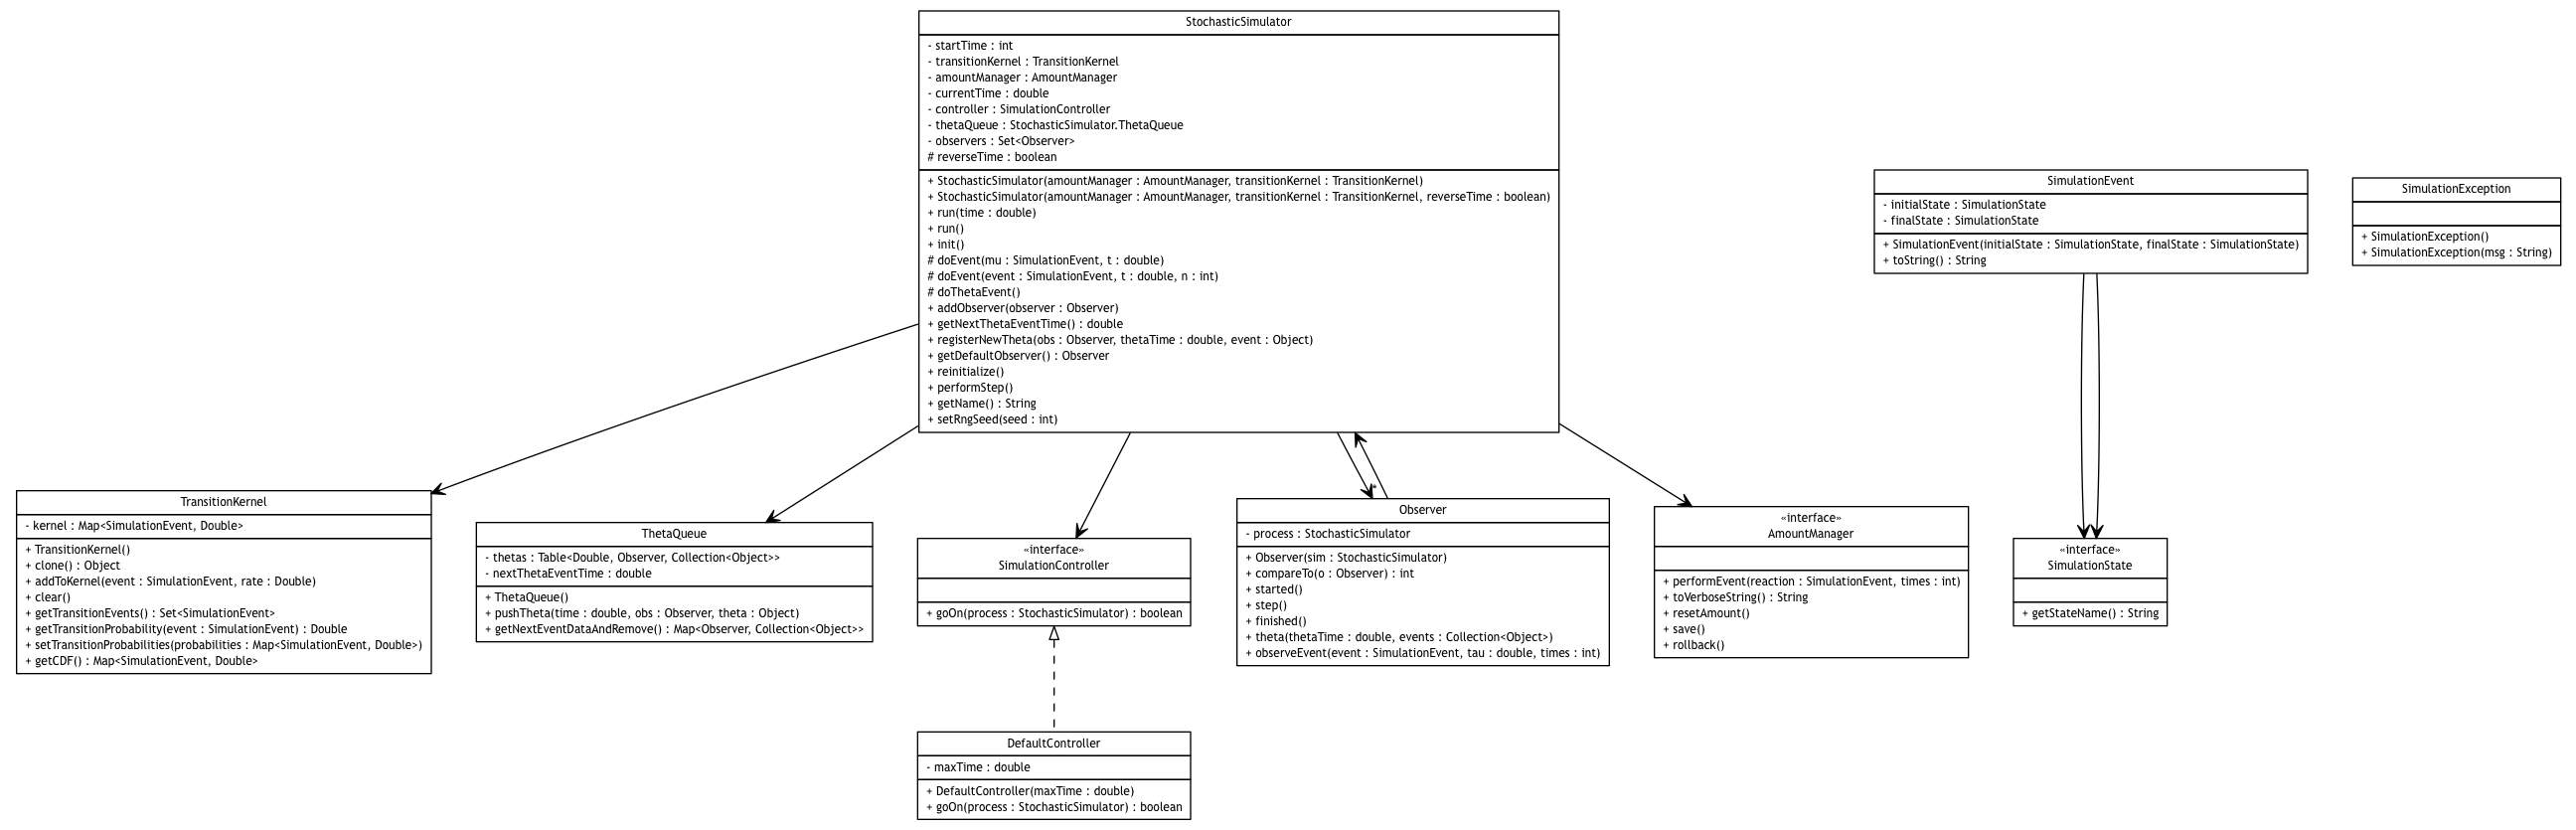 StochasticSimulator
- startTime : int
- transitionKernel : TransitionKernel
- amountManager : AmountManager
- currentTime : double
- controller : SimulationController
- thetaQueue : StochasticSimulator.ThetaQueue
- observers : Set<Observer>
# reverseTime : boolean
+ StochasticSimulator(amountManager : AmountManager, transitionKernel : TransitionKernel)
+ StochasticSimulator(amountManager : AmountManager, transitionKernel : TransitionKernel, reverseTime : boolean)
+ run(time : double)
+ run()
+ init()
# doEvent(mu : SimulationEvent, t : double)
# doEvent(event : SimulationEvent, t : double, n : int)
# doThetaEvent()
+ addObserver(observer : Observer)
+ getNextThetaEventTime() : double
+ registerNewTheta(obs : Observer, thetaTime : double, event : Object)
+ getDefaultObserver() : Observer
+ reinitialize()
+ performStep()
+ getName() : String
+ setRngSeed(seed : int)
SimulationEvent
- initialState : SimulationState
- finalState : SimulationState
+ SimulationEvent(initialState : SimulationState, finalState : SimulationState)
+ toString() : String
SimulationException
+ SimulationException()
+ SimulationException(msg : String)
TransitionKernel
- kernel : Map<SimulationEvent, Double>
+ TransitionKernel()
+ clone() : Object
+ addToKernel(event : SimulationEvent, rate : Double)
+ clear()
+ getTransitionEvents() : Set<SimulationEvent>
+ getTransitionProbability(event : SimulationEvent) : Double
+ setTransitionProbabilities(probabilities : Map<SimulationEvent, Double>)
+ getCDF() : Map<SimulationEvent, Double>
ThetaQueue
- thetas : Table<Double, Observer, Collection<Object>>
- nextThetaEventTime : double
+ ThetaQueue()
+ pushTheta(time : double, obs : Observer, theta : Object)
+ getNextEventDataAndRemove() : Map<Observer, Collection<Object>>
«interface»
SimulationController
+ goOn(process : StochasticSimulator) : boolean
*
Observer
- process : StochasticSimulator
+ Observer(sim : StochasticSimulator)
+ compareTo(o : Observer) : int
+ started()
+ step()
+ finished()
+ theta(thetaTime : double, events : Collection<Object>)
+ observeEvent(event : SimulationEvent, tau : double, times : int)
«interface»
AmountManager
+ performEvent(reaction : SimulationEvent, times : int)
+ toVerboseString() : String
+ resetAmount()
+ save()
+ rollback()
«interface»
SimulationState
+ getStateName() : String
DefaultController
- maxTime : double
+ DefaultController(maxTime : double)
+ goOn(process : StochasticSimulator) : boolean